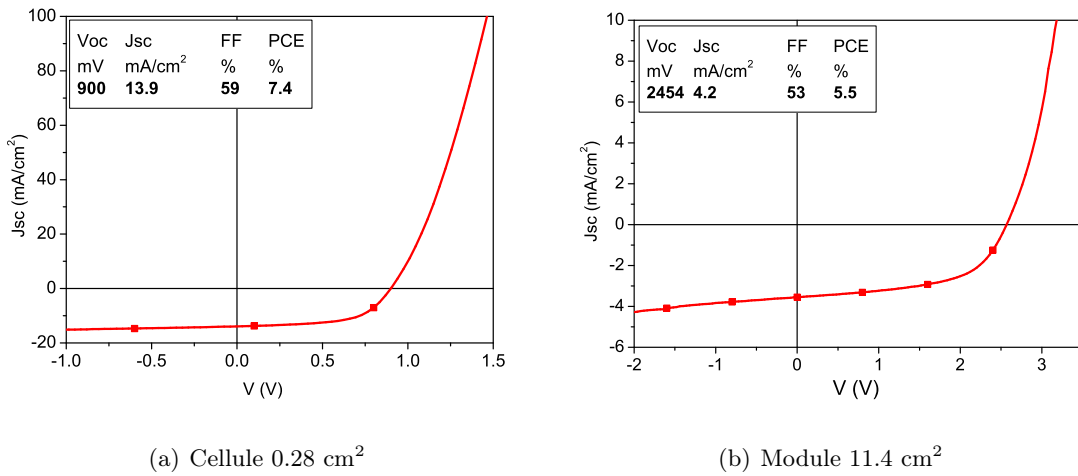 Voc Jsc FF PCE
mV mA/cm² % %
900 13.9 59 7.4
100
80
60
40
20
0
-20
-1.0 -0.5 0.0 0.5 1.0 1.5
Jsc (mA/cm²)
V (V)
(a) Cellule 0.28 cm²
Voc Jsc FF PCE
mV mA/cm² % %
2454 4.2 53 5.5
10
8
6
4
2
0
-2
-4
-6
-2 -1 0 1 2 3
Jsc (mA/cm²)
V (V)
(b) Module 11.4 cm²